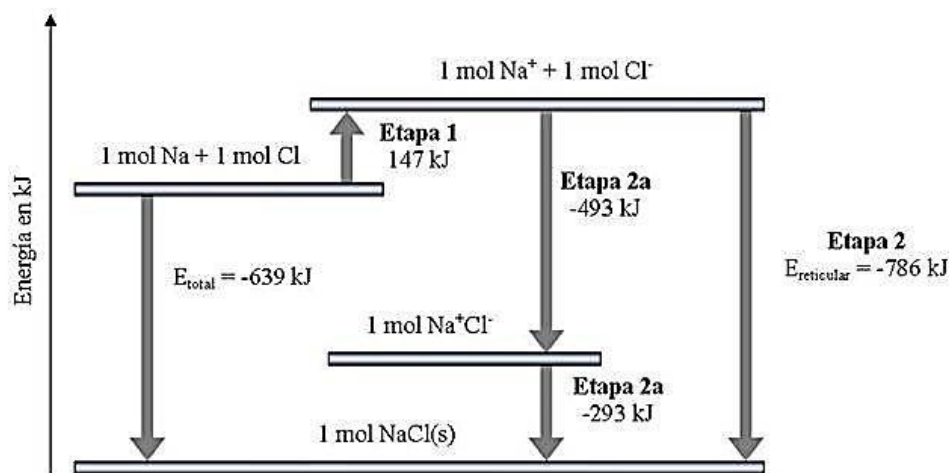 Energía en kJ
1 mol Na⁺ + 1 mol Cl⁻
Etapa 1
147 kJ
1 mol Na + 1 mol Cl
Etapa 2a
-493 kJ
Etapa 2
E_reticular = -786 kJ
E_total = -639 kJ
1 mol Na⁺Cl⁻
Etapa 2a
-293 kJ
1 mol NaCl(s)